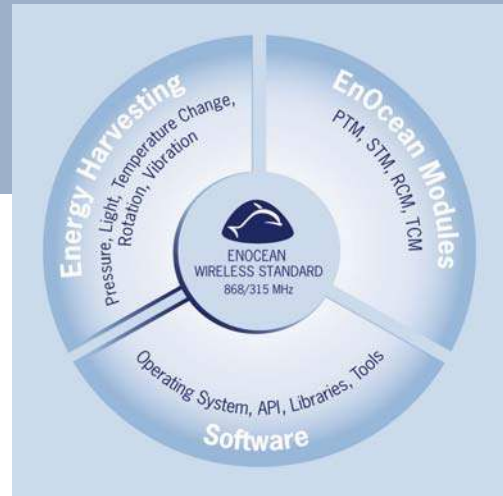 Energy Harvesting
Pressure, Light, Temperature Change,
Rotation, Vibration
EnOcean Modules
PTM, STM, RCM, TCM
ENOCEAN
WIRELESS STANDARD
868/315 MHz
Operating System, API, Libraries, Tools
Software